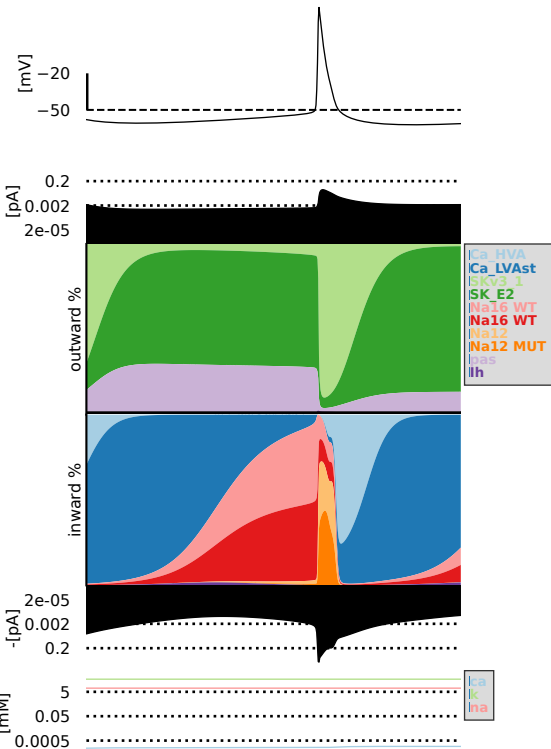 [mV]
−20
−50
[pA]
0.2
0.002
2e-05
outward %
Ca_HVA
Ca_LVAst
SKv3_1
SK_E2
Na16 WT
Na16 WT
Na12
Na12 MUT
pas
Ih
inward %
-[pA]
2e-05
0.002
0.2
[mM]
5
0.05
0.0005
ca
k
na